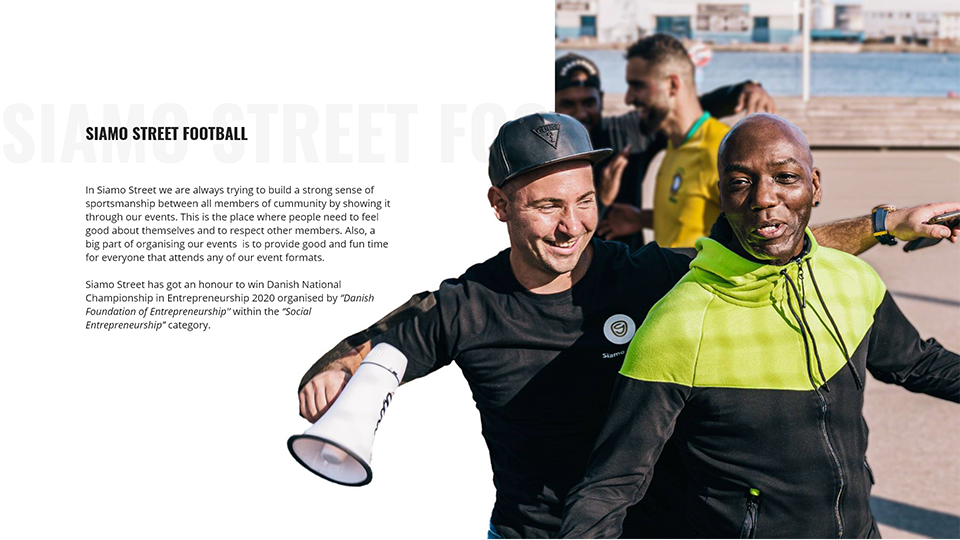 SIAMO STREET FOO
SIAMO STREET FOOTBALL
In Siamo Street we are always trying to build a strong sense of
sportsmanship between all members of cummunity by showing it
through our events. This is the place where people need to feel
good about themselves and to respect other members. Also, a
big part of organising our events is to provide good and fun time
for everyone that attends any of our event formats.
Siamo Street has got an honour to win Danish National
Championship in Entrepreneurship 2020 organised by “Danish
Foundation of Entrepreneurship" within the “Social
Entrepreneurship” category.
Siamo